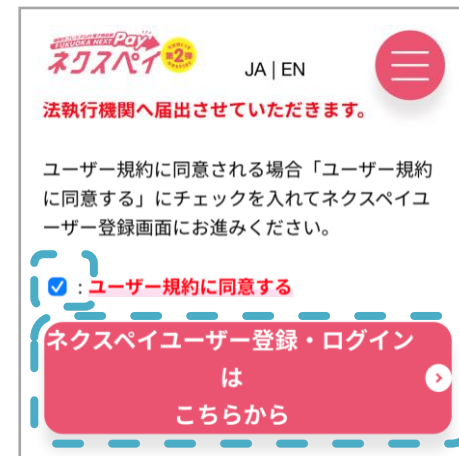 FUKUOKA NEXT Pay
ネクスペイ 第2弾
JA | EN
法執行機関へ届出させていただきます。
ユーザー規約に同意される場合「ユーザー規約
に同意する」にチェックを入れてネクスペイユ
ーザー登録画面にお進みください。
：ユーザー規約に同意する
ネクスペイユーザー登録・ログイン
は
こちらから